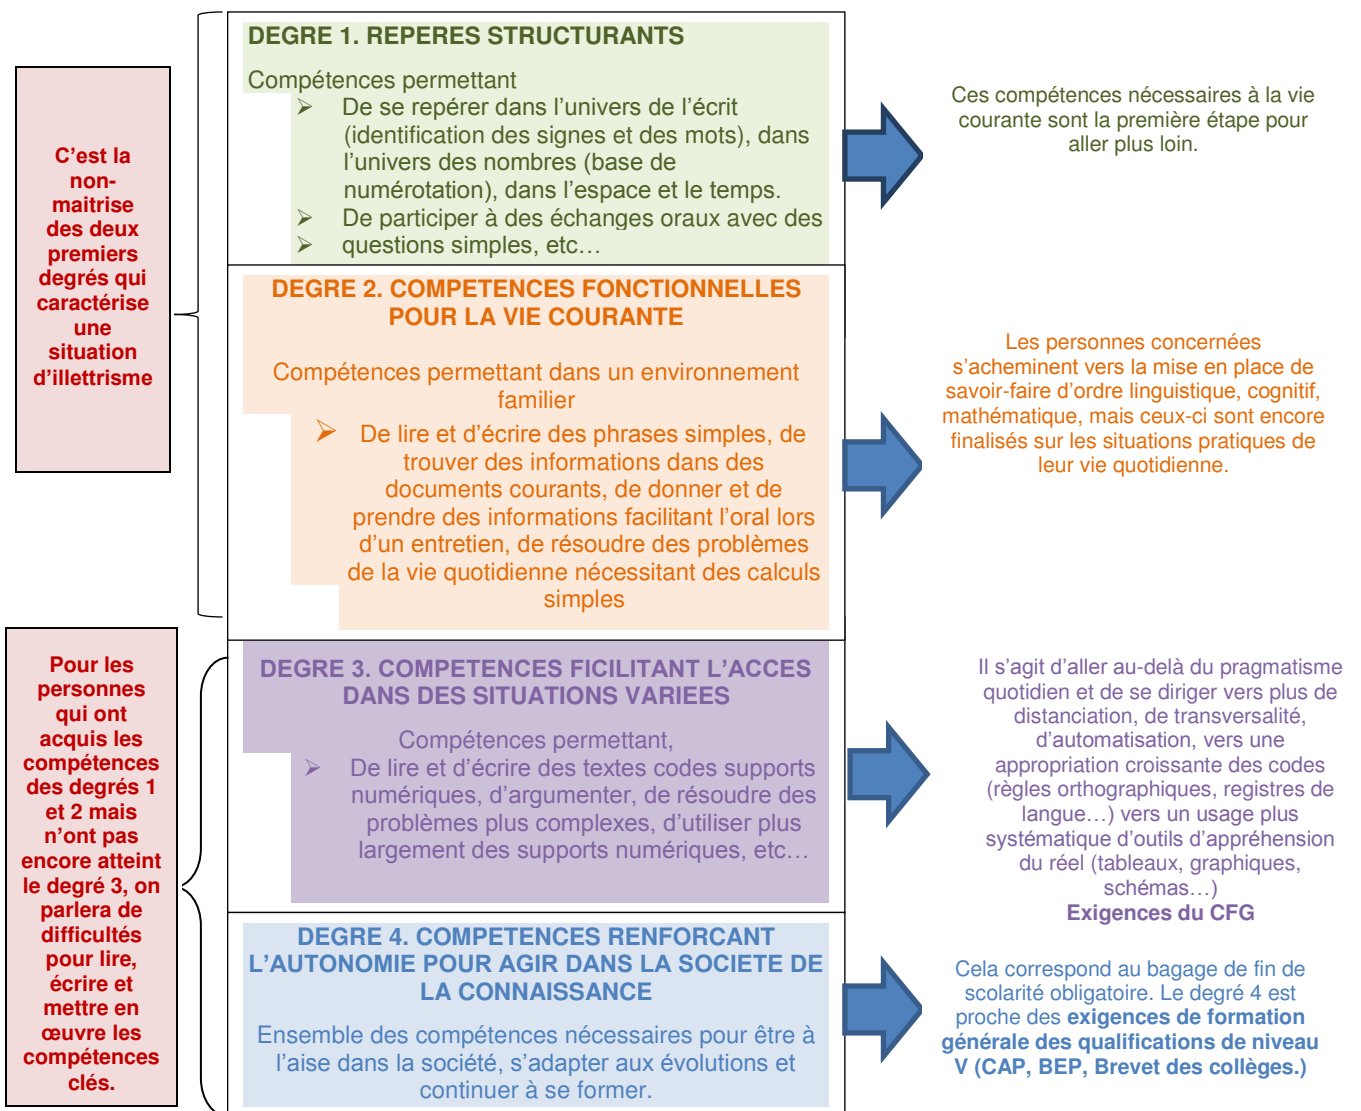 C’est la
non-
maitrise
des deux
premiers
degrés qui
caractérise
une
situation
d’illettrisme
DEGRE 1. REPERES STRUCTURANTS
Compétences permettant
➢ De se repérer dans l’univers de l’écrit
(identification des signes et des mots), dans
l’univers des nombres (base de
numérotation), dans l’espace et le temps.
➢ De participer à des échanges oraux avec des
➢ questions simples, etc…
Ces compétences nécessaires à la vie
courante sont la première étape pour
aller plus loin.
DEGRE 2. COMPETENCES FONCTIONNELLES
POUR LA VIE COURANTE
Compétences permettant dans un environnement
familier
➢ De lire et d’écrire des phrases simples, de
trouver des informations dans des
documents courants, de donner et de
prendre des informations facilitant l’oral lors
d’un entretien, de résoudre des problèmes
de la vie quotidienne nécessitant des calculs
simples
Les personnes concernées
s’acheminent vers la mise en place de
savoir-faire d’ordre linguistique, cognitif,
mathématique, mais ceux-ci sont encore
finalisés sur les situations pratiques de
leur vie quotidienne.
Pour les
personnes
qui ont
acquis les
compétences
des degrés 1
et 2 mais
n’ont pas
encore atteint
le degré 3, on
parlera de
difficultés
pour lire,
écrire et
mettre en
œuvre les
compétences
clés.
DEGRE 3. COMPETENCES FICILITANT L’ACCES
DANS DES SITUATIONS VARIEES
Compétences permettant,
➢ De lire et d’écrire des textes codes supports
numériques, d’argumenter, de résoudre des
problèmes plus complexes, d’utiliser plus
largement des supports numériques, etc…
Il s’agit d’aller au-delà du pragmatisme
quotidien et de se diriger vers plus de
distanciation, de transversalité,
d’automatisation, vers une
appropriation croissante des codes
(règles orthographiques, registres de
langue…) vers un usage plus
systématique d’outils d’appréhension
du réel (tableaux, graphiques,
schémas…)
Exigences du CFG
DEGRE 4. COMPETENCES RENFORCANT
L’AUTONOMIE POUR AGIR DANS LA SOCIETE DE
LA CONNAISSANCE
Ensemble des compétences nécessaires pour être à
l’aise dans la société, s’adapter aux évolutions et
continuer à se former.
Cela correspond au bagage de fin de
scolarité obligatoire. Le degré 4 est
proche des exigences de formation
générale des qualifications de niveau
V (CAP, BEP, Brevet des collèges.)